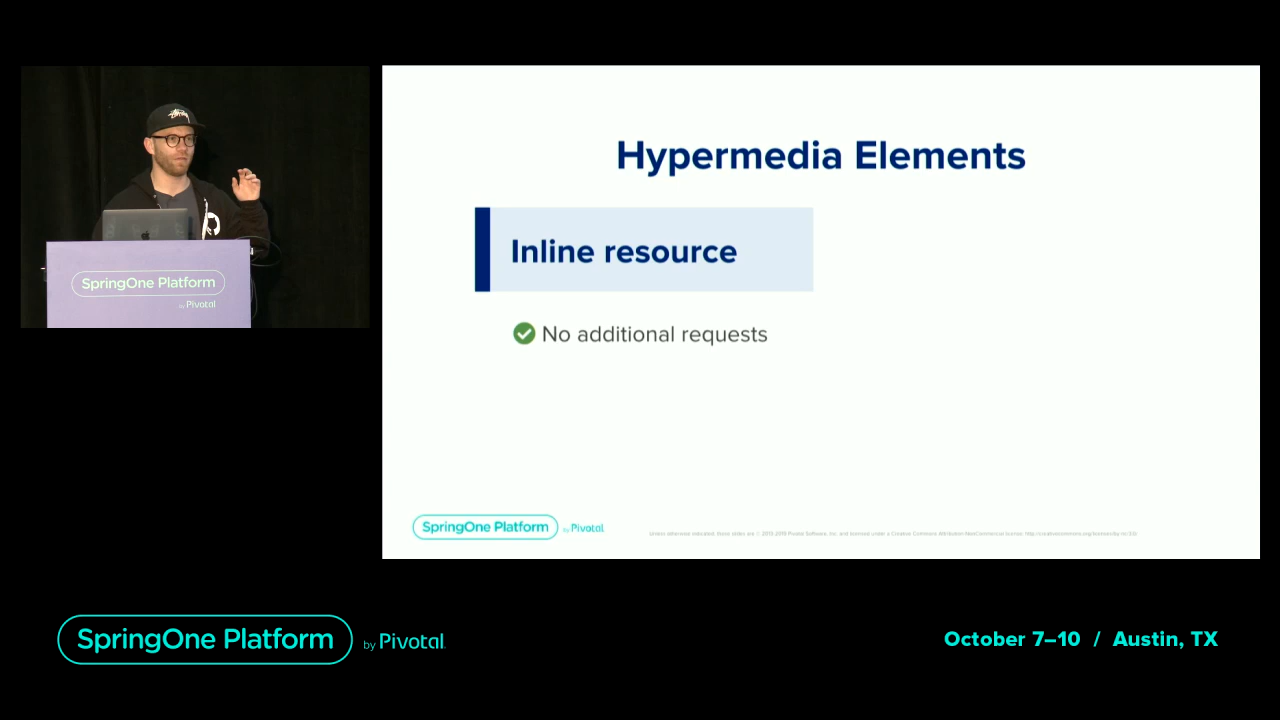 SpringOne Platform
by Pivotal
Hypermedia Elements
Inline resource
No additional requests
SpringOne Platform by Pivotal
SpringOne Platform by Pivotal
October 7–10 / Austin, TX